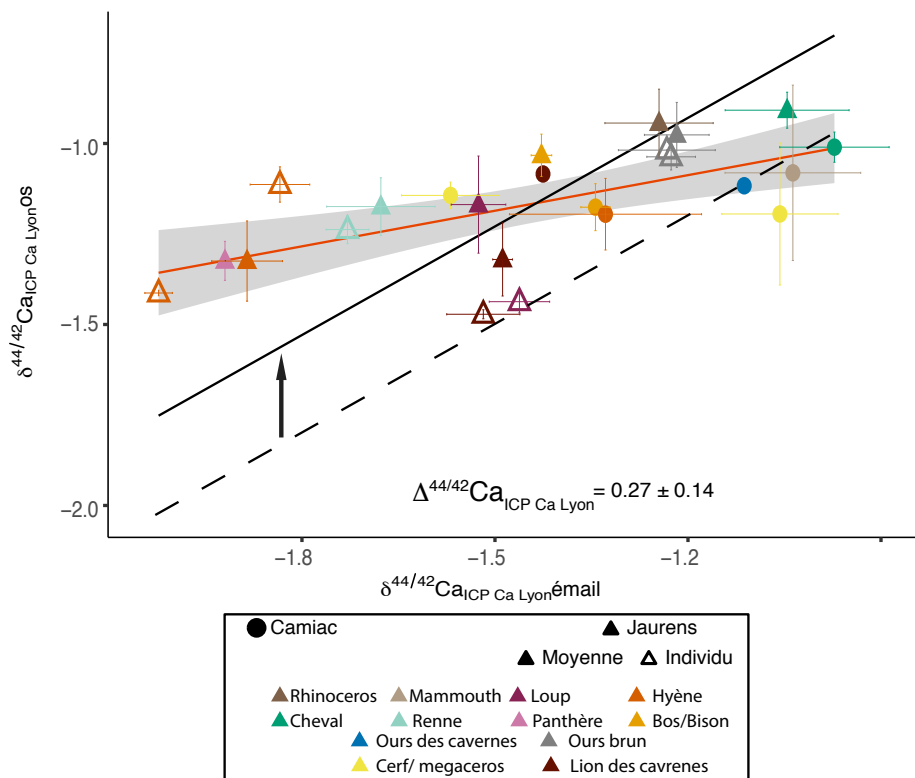 −1.0
−1.5
−2.0
δ44/42CaICP Ca Lyonos
Δ44/42CaICP Ca Lyon= 0.27 ± 0.14
−1.8 −1.5 −1.2
δ44/42CaICP Ca Lyonémail
Camiac Jaurens
Moyenne Individu
Rhinoceros Mammouth Loup Hyène
Cheval Renne Panthère Bos/Bison
Ours des cavernes Ours brun
Cerf/ megaceros Lion des cavrenes